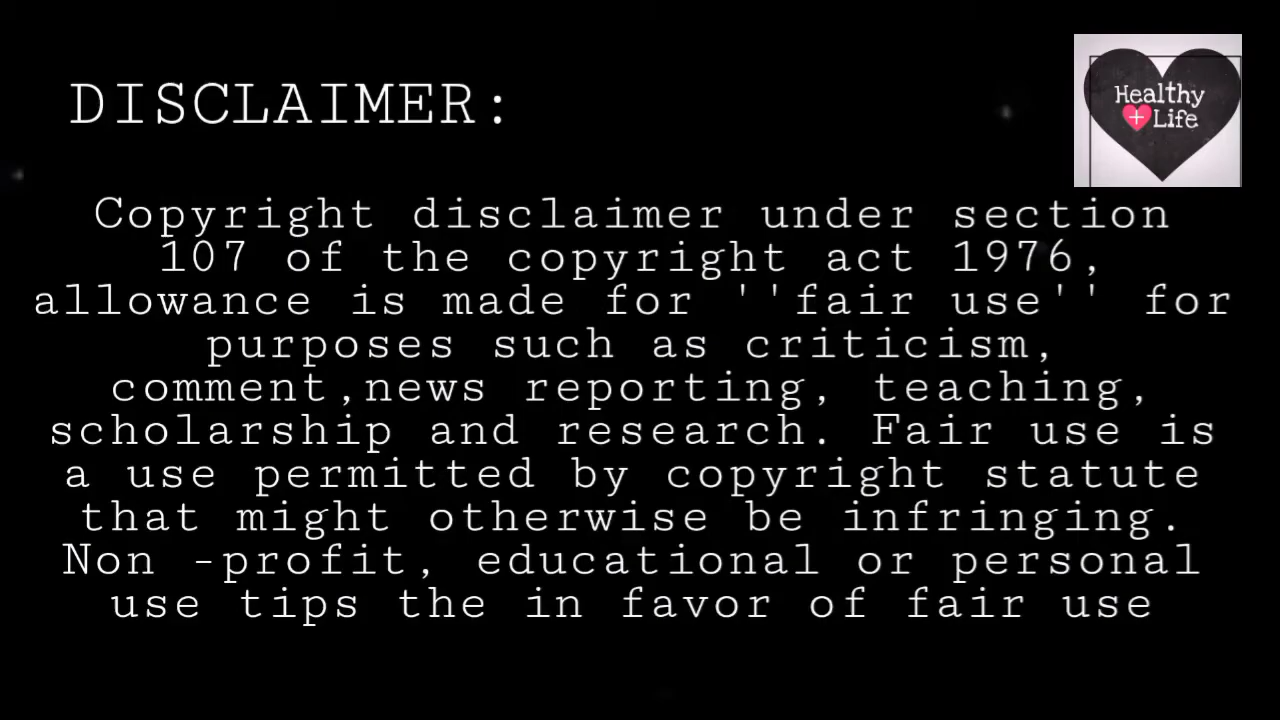 DISCLAIMER:
Healthy
Life
Copyright disclaimer under section
107 of the copyright act 1976,
allowance is made for ''fair use'' for
purposes such as criticism,
comment,news reporting, teaching,
scholarship and research. Fair use is
a use permitted by copyright statute
that might otherwise be infringing.
Non -profit, educational or personal
use tips the in favor of fair use